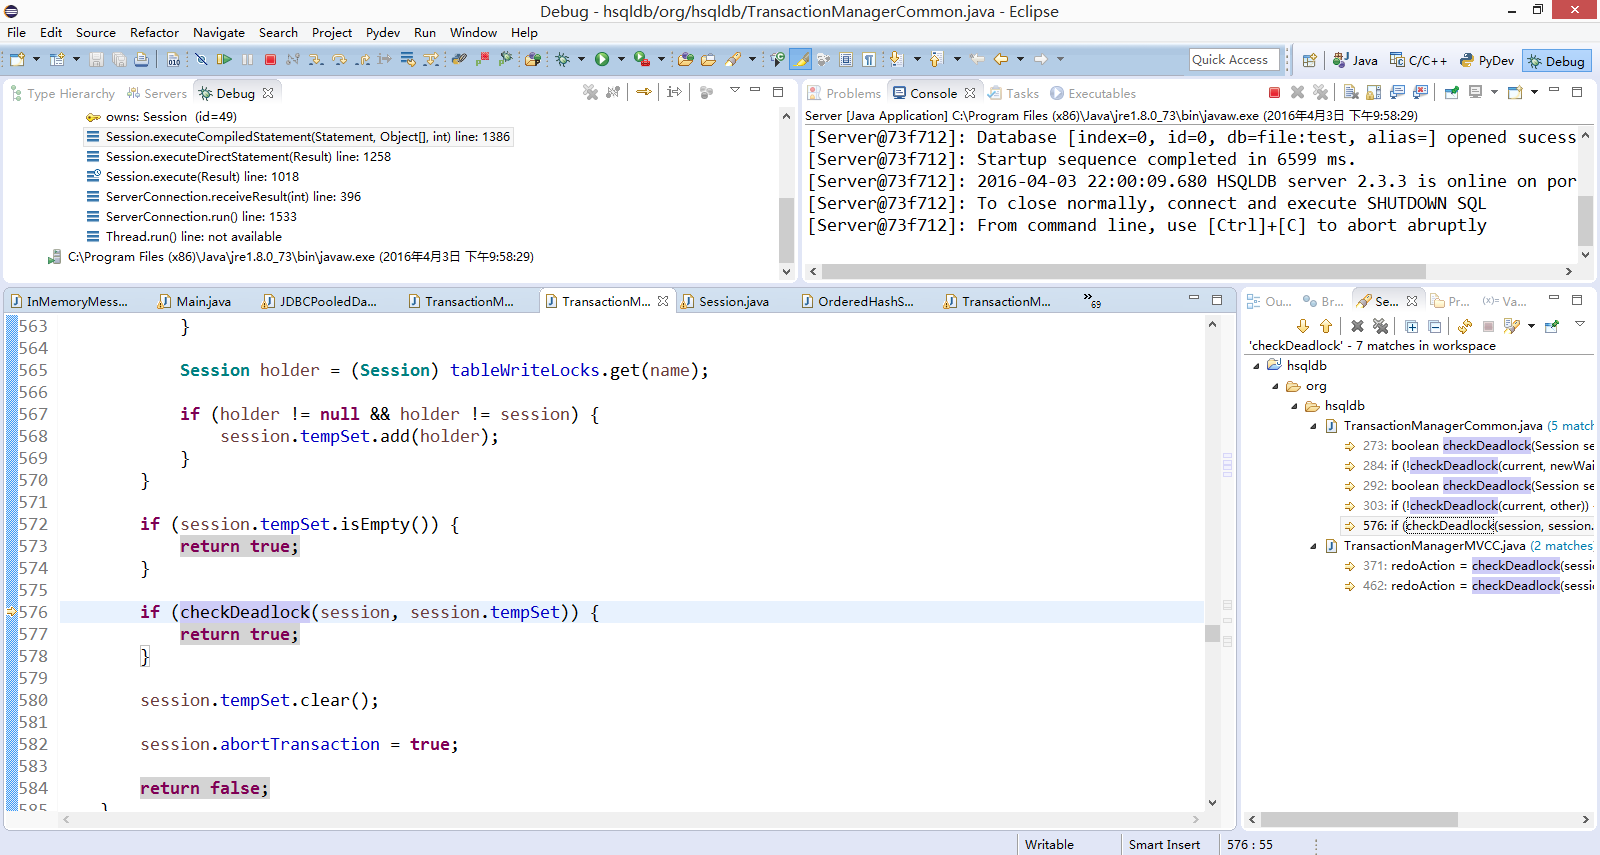 Debug - hsqldb/org/hsqldb/TransactionManagerCommon.java - Eclipse
File Edit Source Refactor Navigate Search Project Pydev Run Window Help
Quick Access Java C/C++ PyDev Debug
Type Hierarchy Servers Debug
owns: Session (id=49)
Session.executeCompiledStatement(Statement, Object[], int) line: 1386
Session.executeDirectStatement(Result) line: 1258
Session.execute(Result) line: 1018
ServerConnection.receiveResult(int) line: 396
ServerConnection.run() line: 1533
Thread.run() line: not available
C:\Program Files (x86)\Java\jre1.8.0_73\bin\javaw.exe (2016年4月3日 下午9:58:29)
Problems Console Tasks Executables
Server [Java Application] C:\Program Files (x86)\Java\jre1.8.0_73\bin\javaw.exe (2016年4月3日 下午9:58:29)
[Server@73f712]: Database [index=0, id=0, db=file:test, alias=] opened sucess
[Server@73f712]: Startup sequence completed in 6599 ms.
[Server@73f712]: 2016-04-03 22:00:09.680 HSQLDB server 2.3.3 is online on por
[Server@73f712]: To close normally, connect and execute SHUTDOWN SQL
[Server@73f712]: From command line, use [Ctrl]+[C] to abort abruptly
InMemoryMess... Main.java JDBCPooledDa... TransactionM... TransactionM... Session.java OrderedHashS... TransactionM... »69
563 }
564
565 Session holder = (Session) tableWriteLocks.get(name);
566
567 if (holder != null && holder != session) {
568 session.tempSet.add(holder);
569 }
570 }
571
572 if (session.tempSet.isEmpty()) {
573 return true;
574 }
575
576 if (checkDeadlock(session, session.tempSet)) {
577 return true;
578 }
579
580 session.tempSet.clear();
581
582 session.abortTransaction = true;
583
584 return false;
585 }
Ou... Br... Se... Pr... (x)= Va...
'checkDeadlock' - 7 matches in workspace
hsqldb
org
hsqldb
TransactionManagerCommon.java (5 match
273: boolean checkDeadlock(Session se
284: if (!checkDeadlock(current, newWai
292: boolean checkDeadlock(Session se
303: if (!checkDeadlock(current, other))
576: if (checkDeadlock(session, session.
TransactionManagerMVCC.java (2 matches
371: redoAction = checkDeadlock(sessi
462: redoAction = checkDeadlock(sessi
Writable Smart Insert 576 : 55